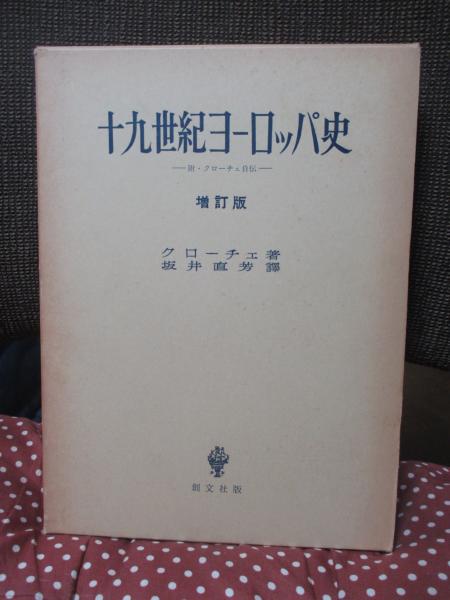 十九世紀ヨーロッパ史
―附・クローチェ自伝―
増訂版
クローチェ著
坂井直芳譯
創文社版